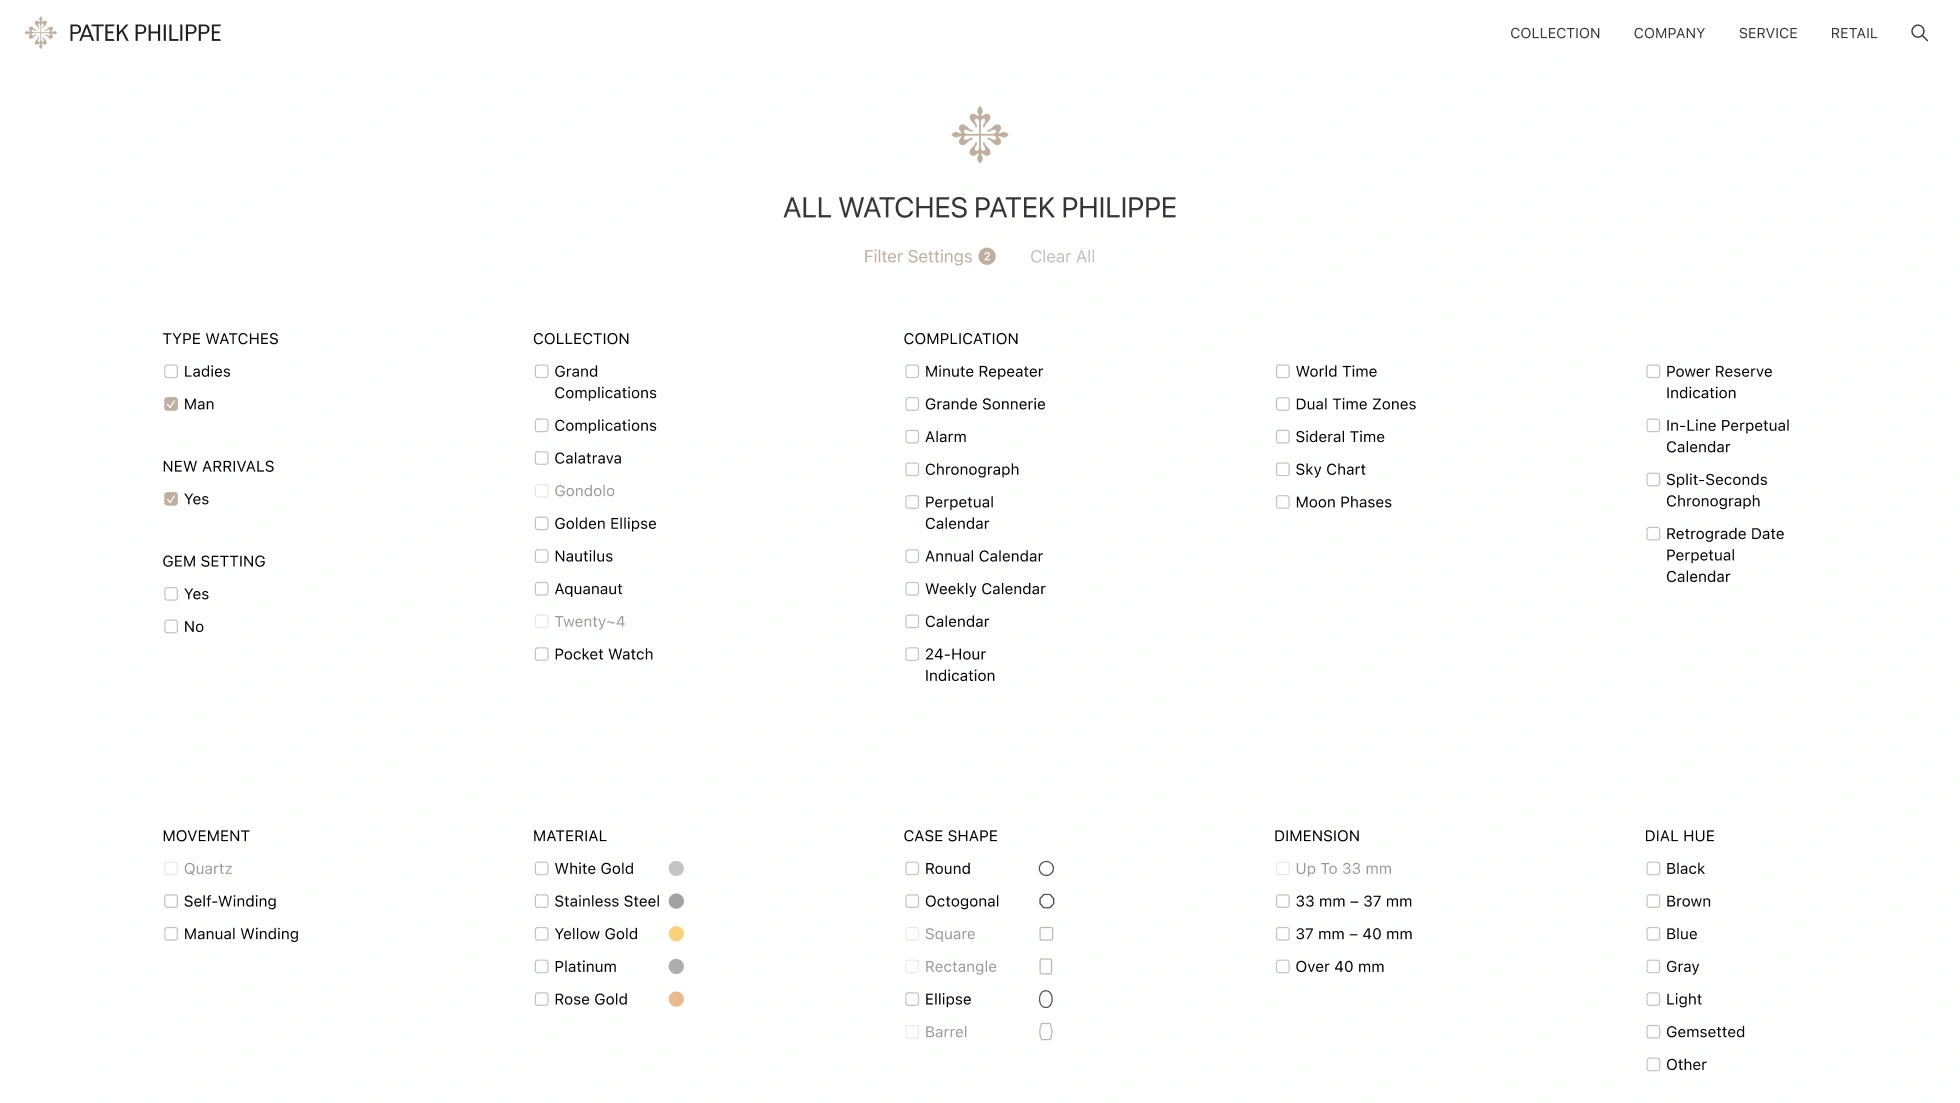 PATEK PHILIPPE
COLLECTION
COMPANY
SERVICE
RETAIL
ALL WATCHES PATEK PHILIPPE
Filter Settings 2
Clear All
TYPE WATCHES
Ladies
Man
NEW ARRIVALS
Yes
GEM SETTING
Yes
No
COLLECTION
Grand
Complications
Complications
Calatrava
Gondolo
Golden Ellipse
Nautilus
Aquanaut
Twenty~4
Pocket Watch
COMPLICATION
Minute Repeater
Grande Sonnerie
Alarm
Chronograph
Perpetual
Calendar
Annual Calendar
Weekly Calendar
Calendar
24-Hour
Indication
World Time
Dual Time Zones
Sideral Time
Sky Chart
Moon Phases
Power Reserve
Indication
In-Line Perpetual
Calendar
Split-Seconds
Chronograph
Retrograde Date
Perpetual
Calendar
MOVEMENT
Quartz
Self-Winding
Manual Winding
MATERIAL
White Gold
Stainless Steel
Yellow Gold
Platinum
Rose Gold
CASE SHAPE
Round
Octogonal
Square
Rectangle
Ellipse
Barrel
DIMENSION
Up To 33 mm
33 mm – 37 mm
37 mm – 40 mm
Over 40 mm
DIAL HUE
Black
Brown
Blue
Gray
Light
Gemsetted
Other